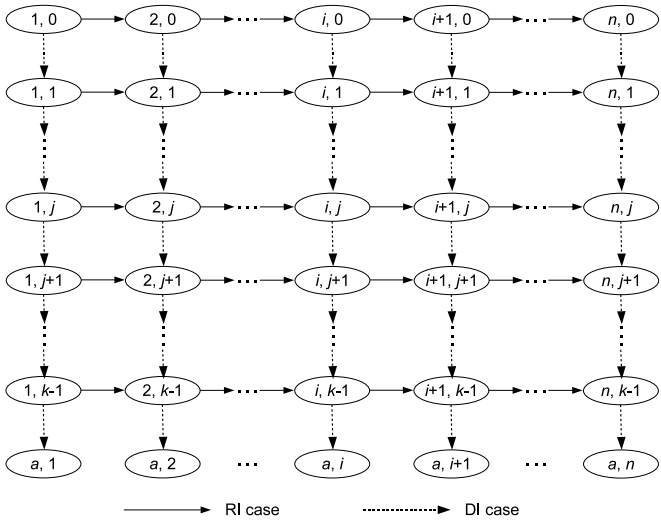 1, 0 2, 0 ... i, 0 i+1, 0 ... n, 0
1, 1 2, 1 ... i, 1 i+1, 1 ... n, 1
1, j 2, j ... i, j i+1, j ... n, j
1, j+1 2, j+1 ... i, j+1 i+1, j+1 ... n, j+1
1, k-1 2, k-1 ... i, k-1 i+1, k-1 ... n, k-1
a, 1 a, 2 ... a, i a, i+1 ... a, n
RI case DI case